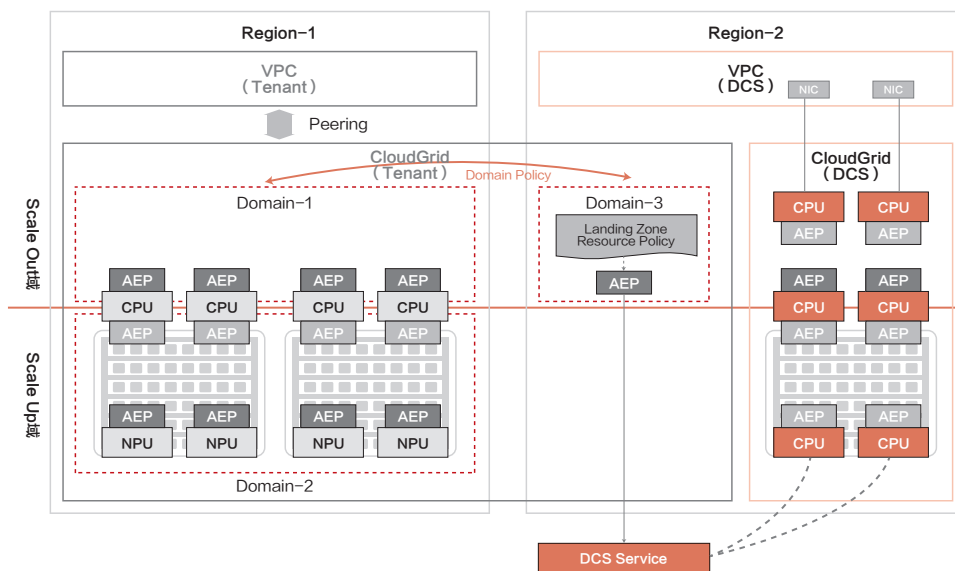 Region-1
Region-2
VPC
(Tenant)
VPC
(DCS)
NIC
NIC
Peering
CloudGrid
(Tenant)
Domain Policy
CloudGrid
(DCS)
Scale Out域
Domain-1
Domain-3
Landing Zone
Resource Policy
AEP
CPU
CPU
AEP
AEP
AEP
AEP
AEP
AEP
CPU
CPU
CPU
CPU
AEP
AEP
CPU
CPU
Scale Up域
AEP
AEP
AEP
AEP
AEP
AEP
AEP
AEP
AEP
AEP
NPU
NPU
NPU
NPU
AEP
AEP
CPU
CPU
Domain-2
DCS Service